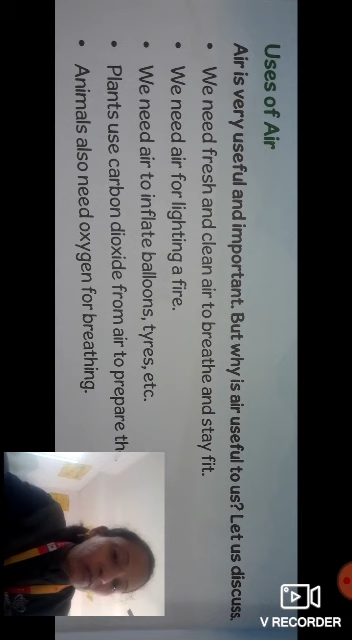 Uses of Air
Air is very useful and important. But why is air useful to us? Let us discuss.
• We need fresh and clean air to breathe and stay fit.
• We need air for lighting a fire.
• We need air to inflate balloons, tyres, etc.
• Plants use carbon dioxide from air to prepare
• Animals also need oxygen for breathing.
V RECORDER